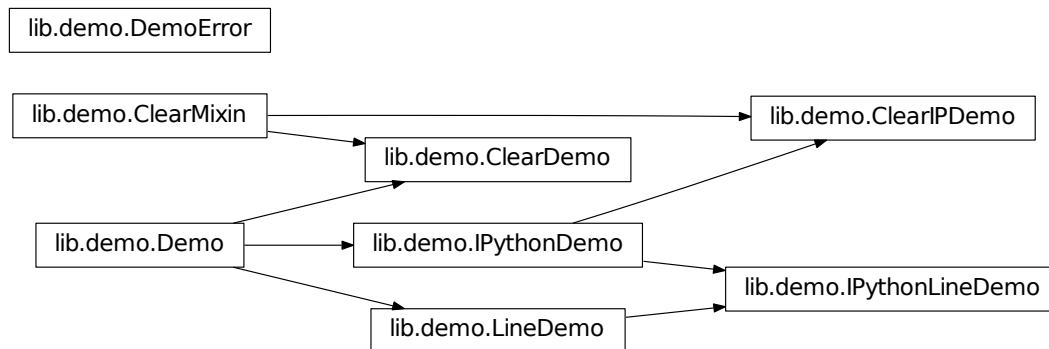 lib.demo.DemoError
lib.demo.ClearMixin
lib.demo.ClearIPDemo
lib.demo.ClearDemo
lib.demo.Demo
lib.demo.IPythonDemo
lib.demo.IPythonLineDemo
lib.demo.LineDemo